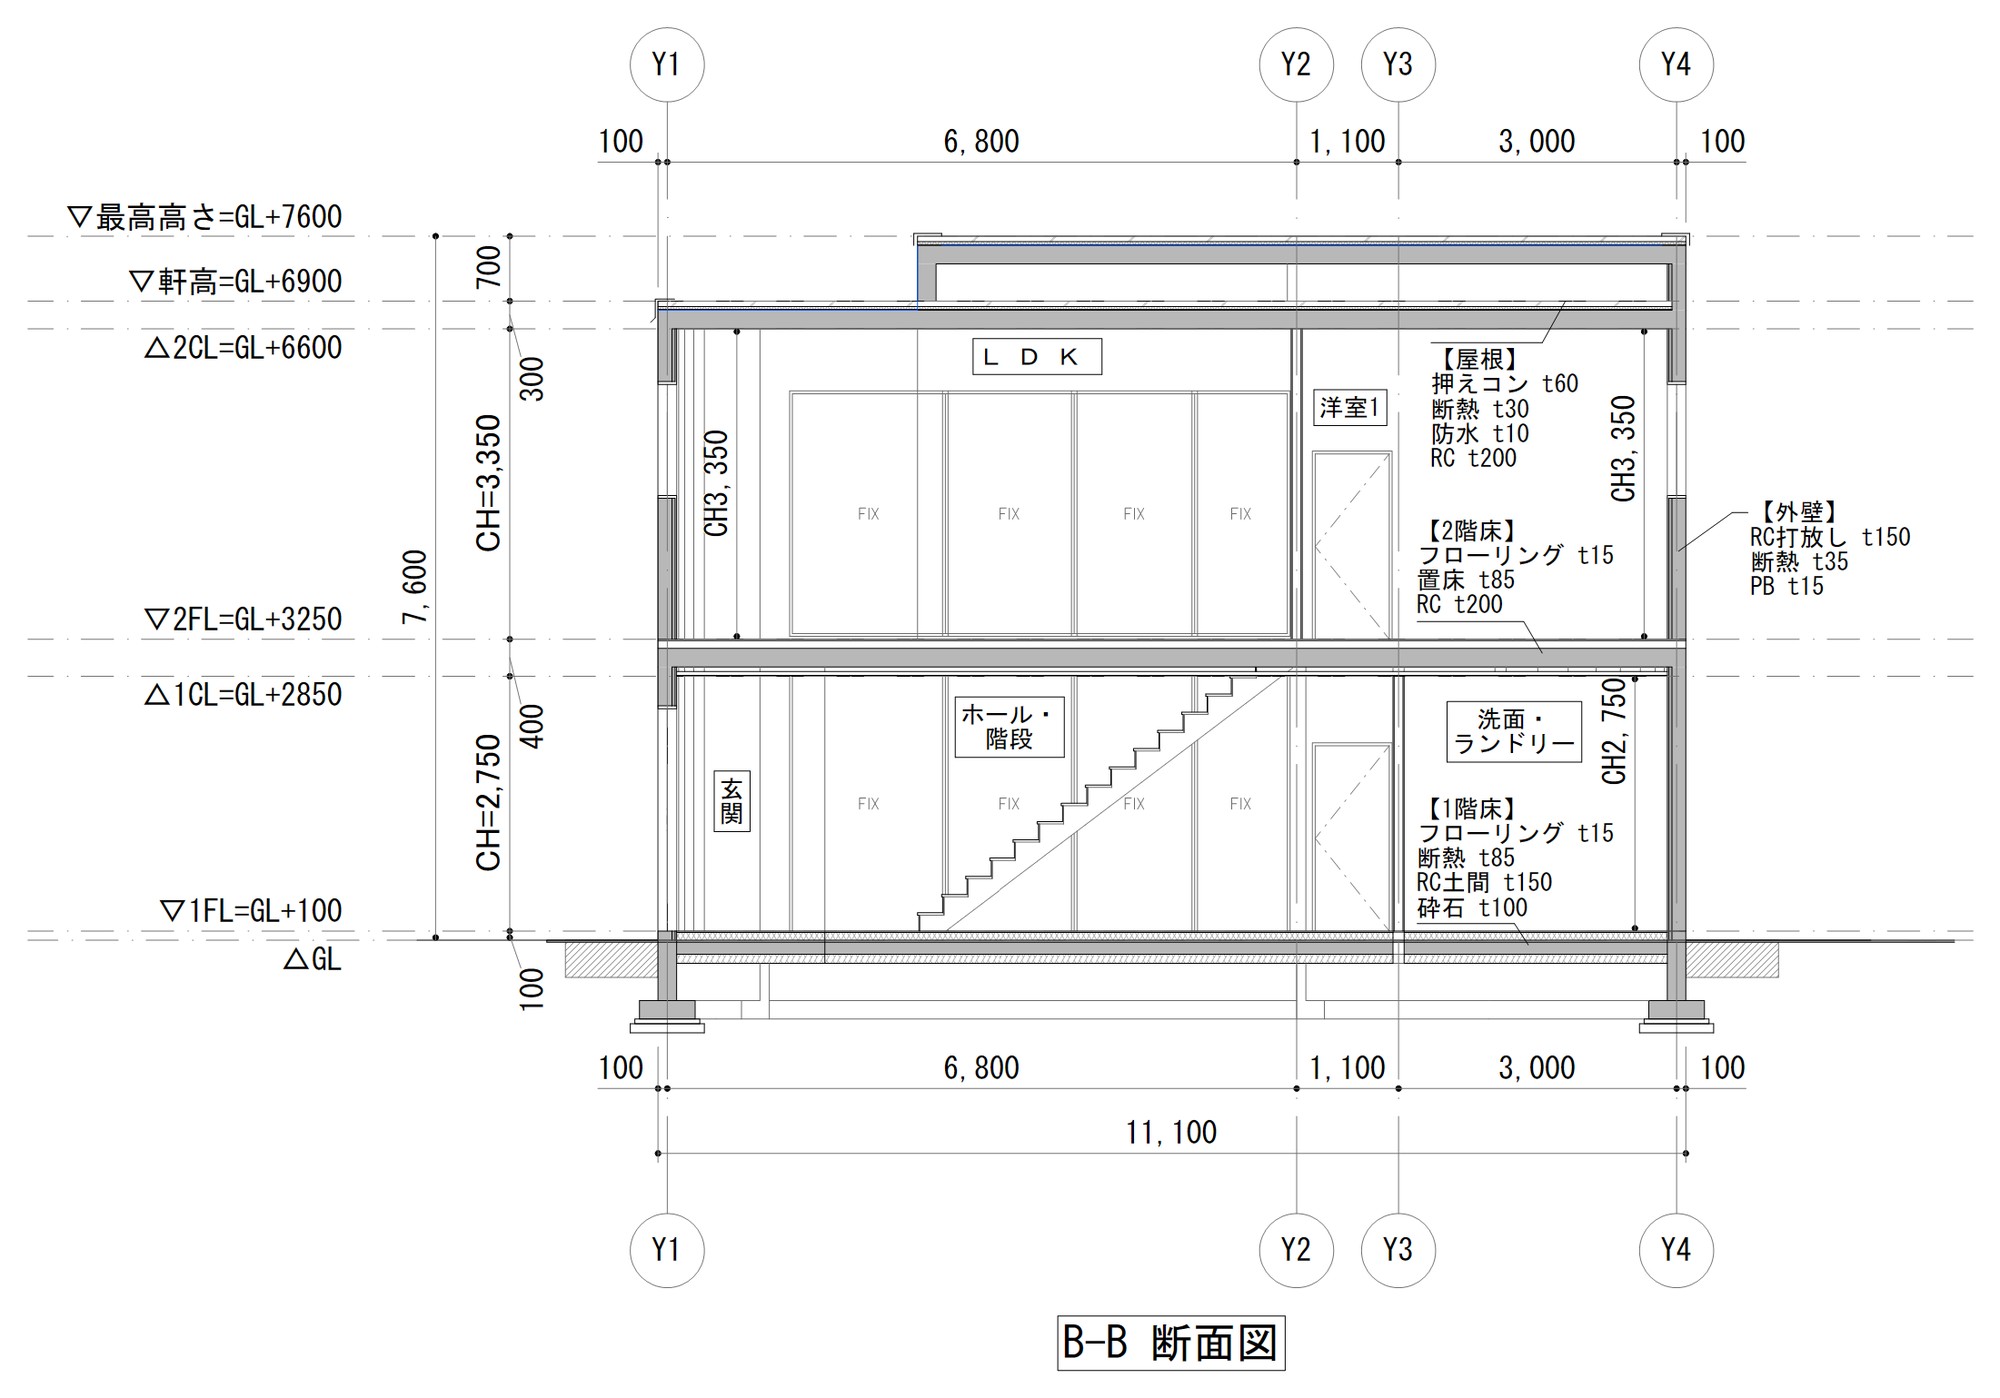 Y1
Y2
Y3
Y4
100
6,800
1,100
3,000
100
▽最高高さ=GL+7600
700
▽軒高=GL+6900
△2CL=GL+6600
300
CH=3,350
7,600
▽2FL=GL+3250
△1CL=GL+2850
400
CH=2,750
▽1FL=GL+100
△GL
100
LDK
洋室1
CH3,350
CH3,350
FIX
FIX
FIX
FIX
【屋根】
押えコン t60
断熱 t30
防水 t10
RC t200
【2階床】
フローリング t15
置床 t85
RC t200
【外壁】
RC打放し t150
断熱 t35
PB t15
ホール・
階段
玄
関
洗面・
ランドリー
CH2,750
FIX
FIX
FIX
FIX
【1階床】
フローリング t15
断熱 t85
RC土間 t150
砕石 t100
100
6,800
1,100
3,000
100
11,100
Y1
Y2
Y3
Y4
B-B 断面図